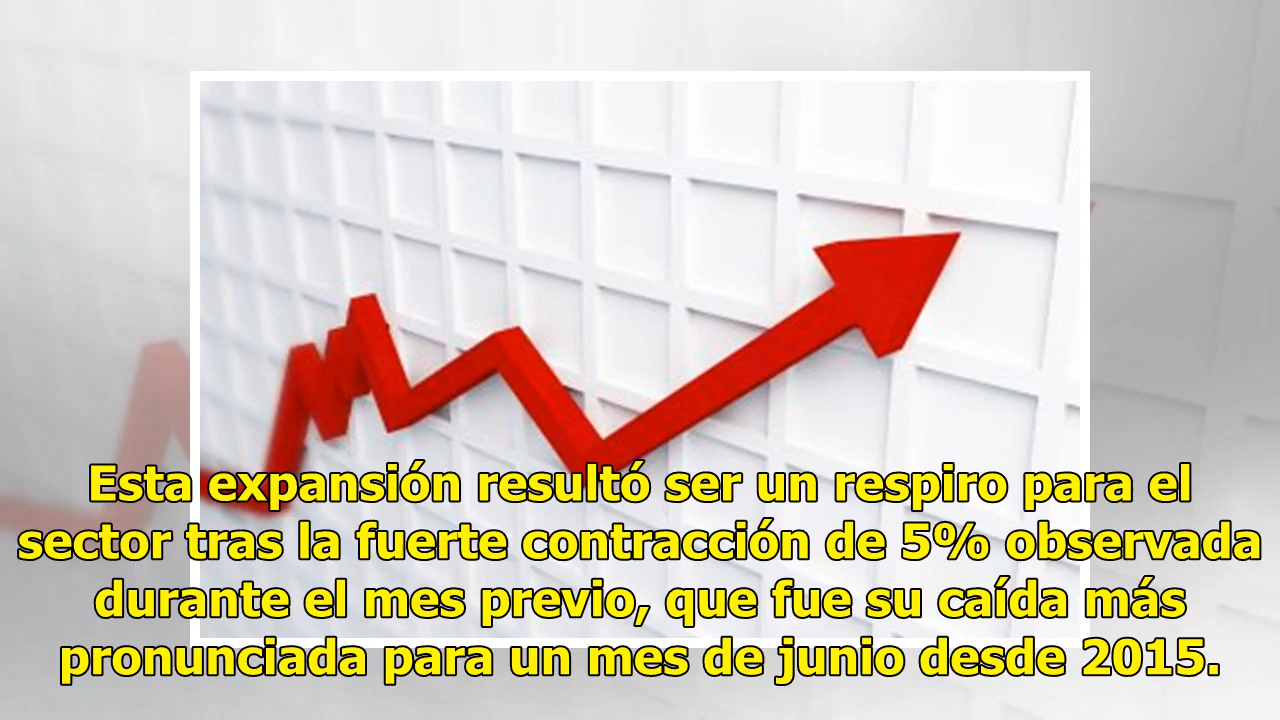 Esta expansión resultó ser un respiro para el
sector tras la fuerte contracción de 5% observada
durante el mes previo, que fue su caída más
pronunciada para un mes de junio desde 2015.